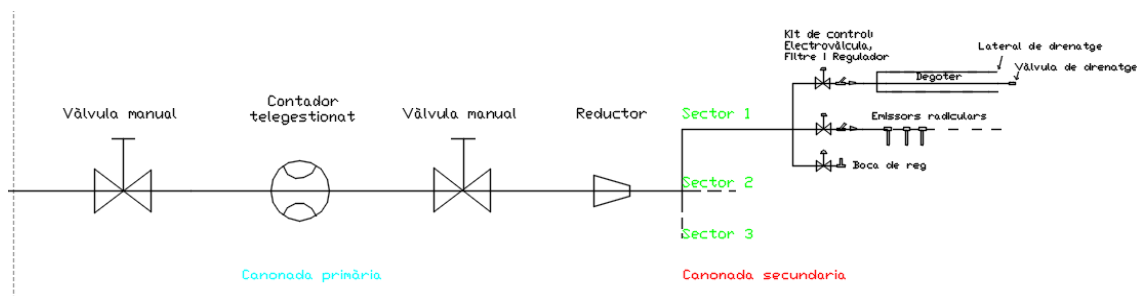 Kit de control:
Electrovàlcula,
Filtre i Regulador
Lateral de drenatge
Degoter
Vàlvula de drenatge
Vàlvula manual
Contador
telegestionat
Vàlvula manual
Reductor
Sector 1
Emissors radiculars
Boca de reg
Sector 2
Sector 3
Canonada primària
Canonada secundaria